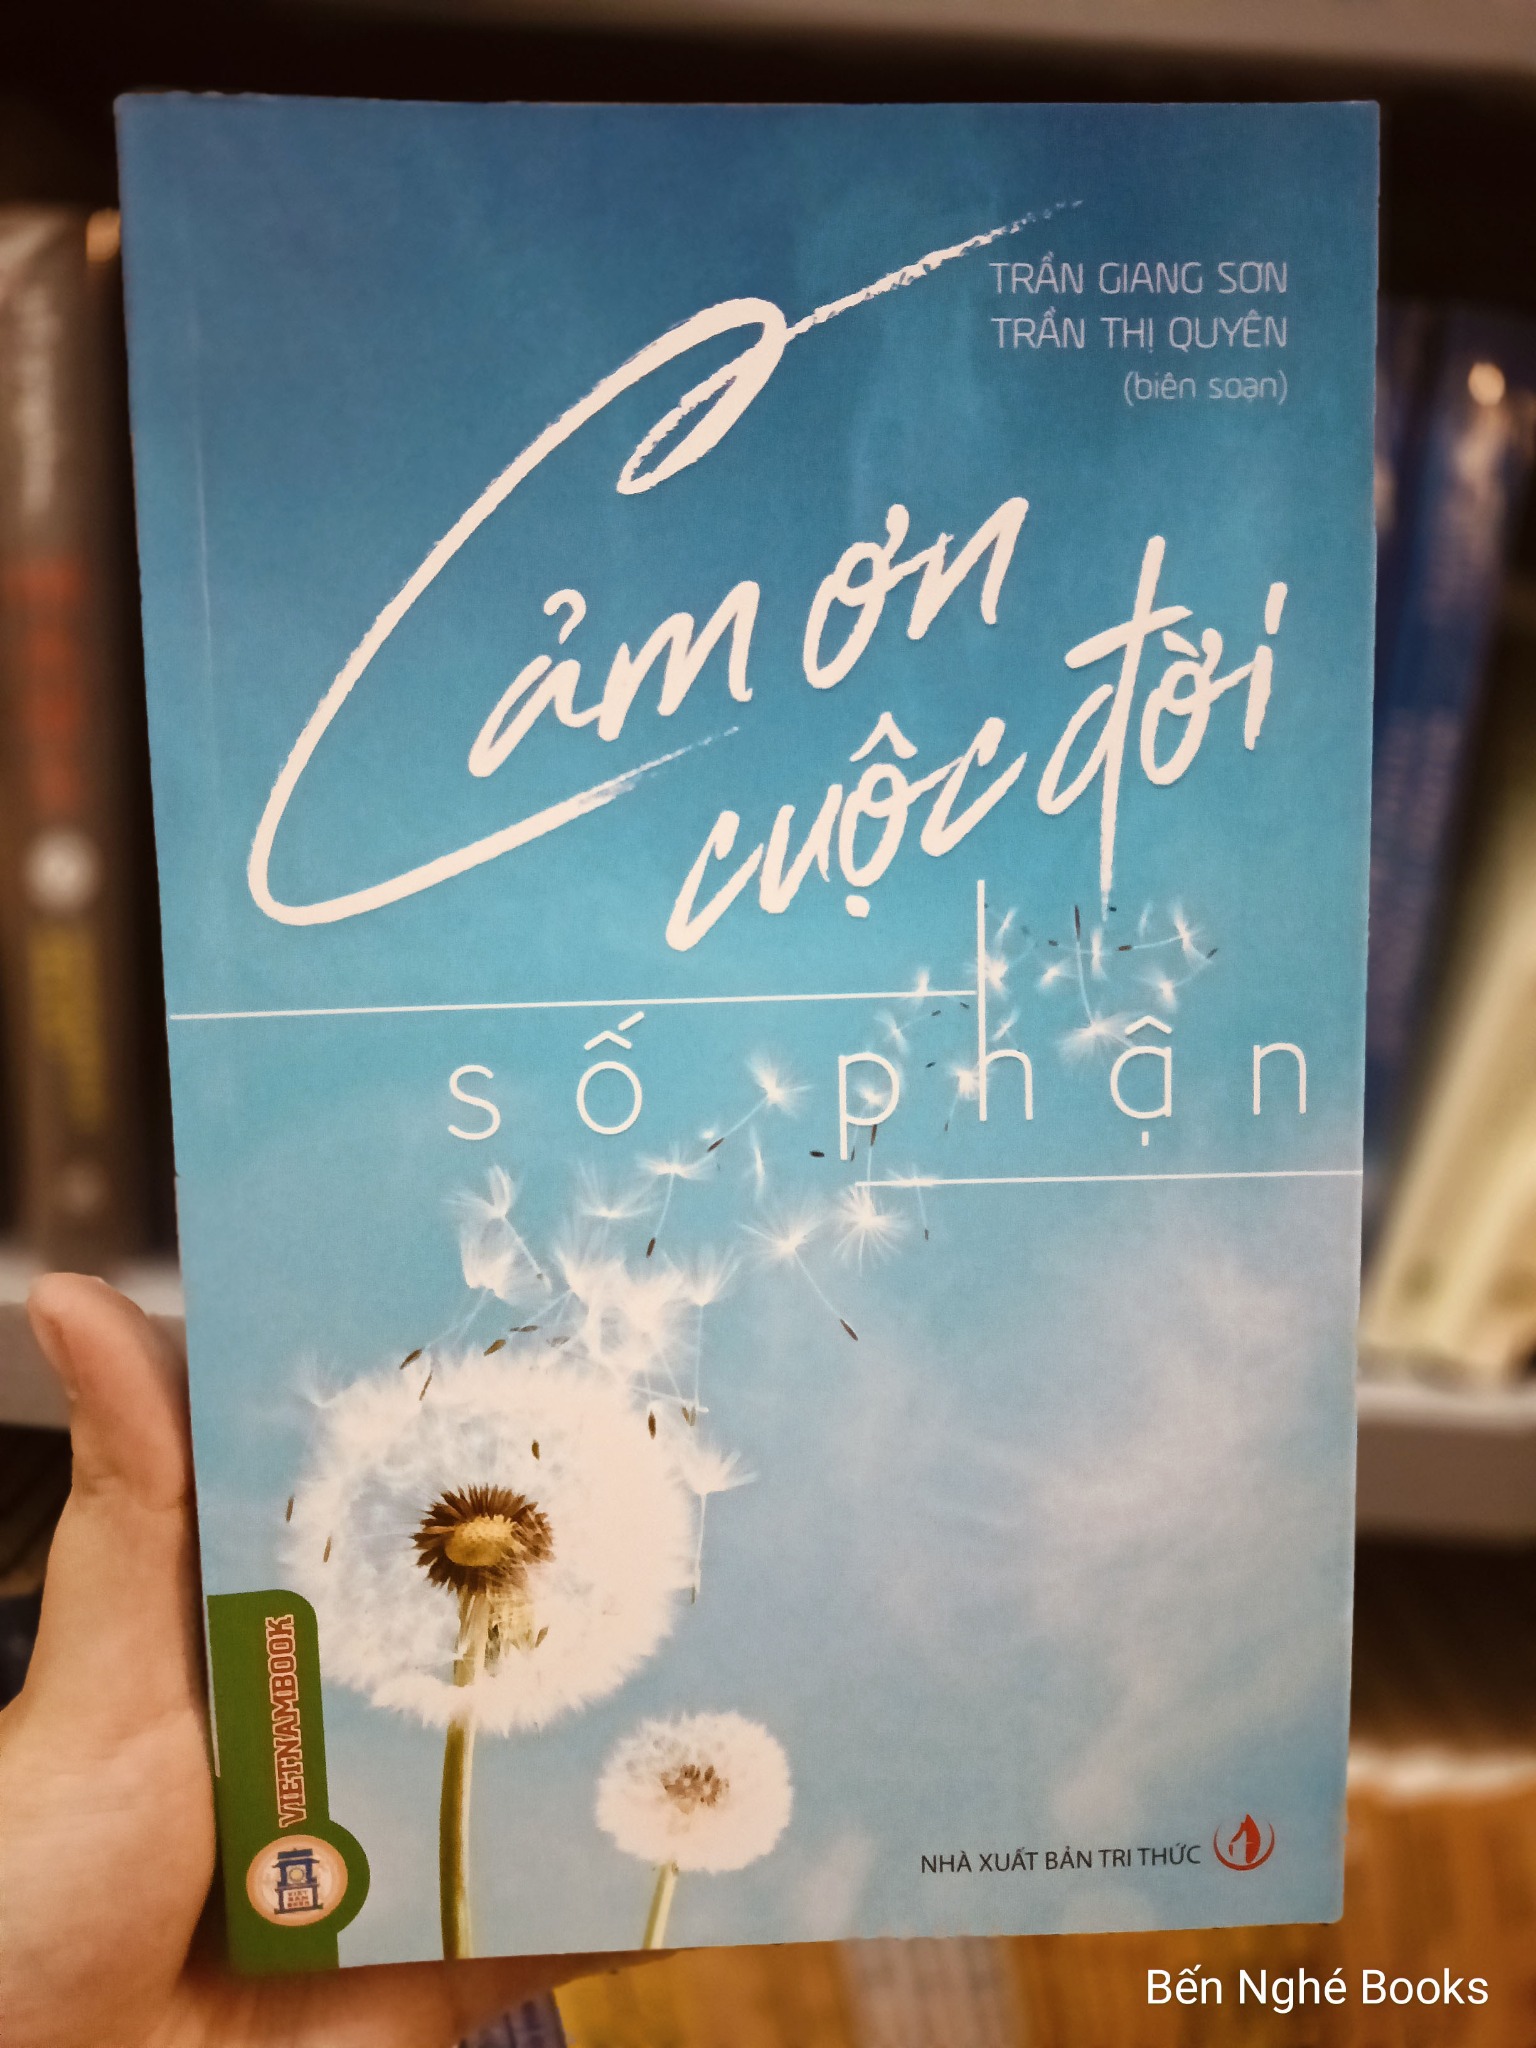 TRẦN GIANG SƠN
TRẦN THỊ QUYÊN
(biên soạn)
Cảm ơn
cuộc đời
số phận
VIETNAMBOOK
NHÀ XUẤT BẢN TRI THỨC
Bến Nghé Books